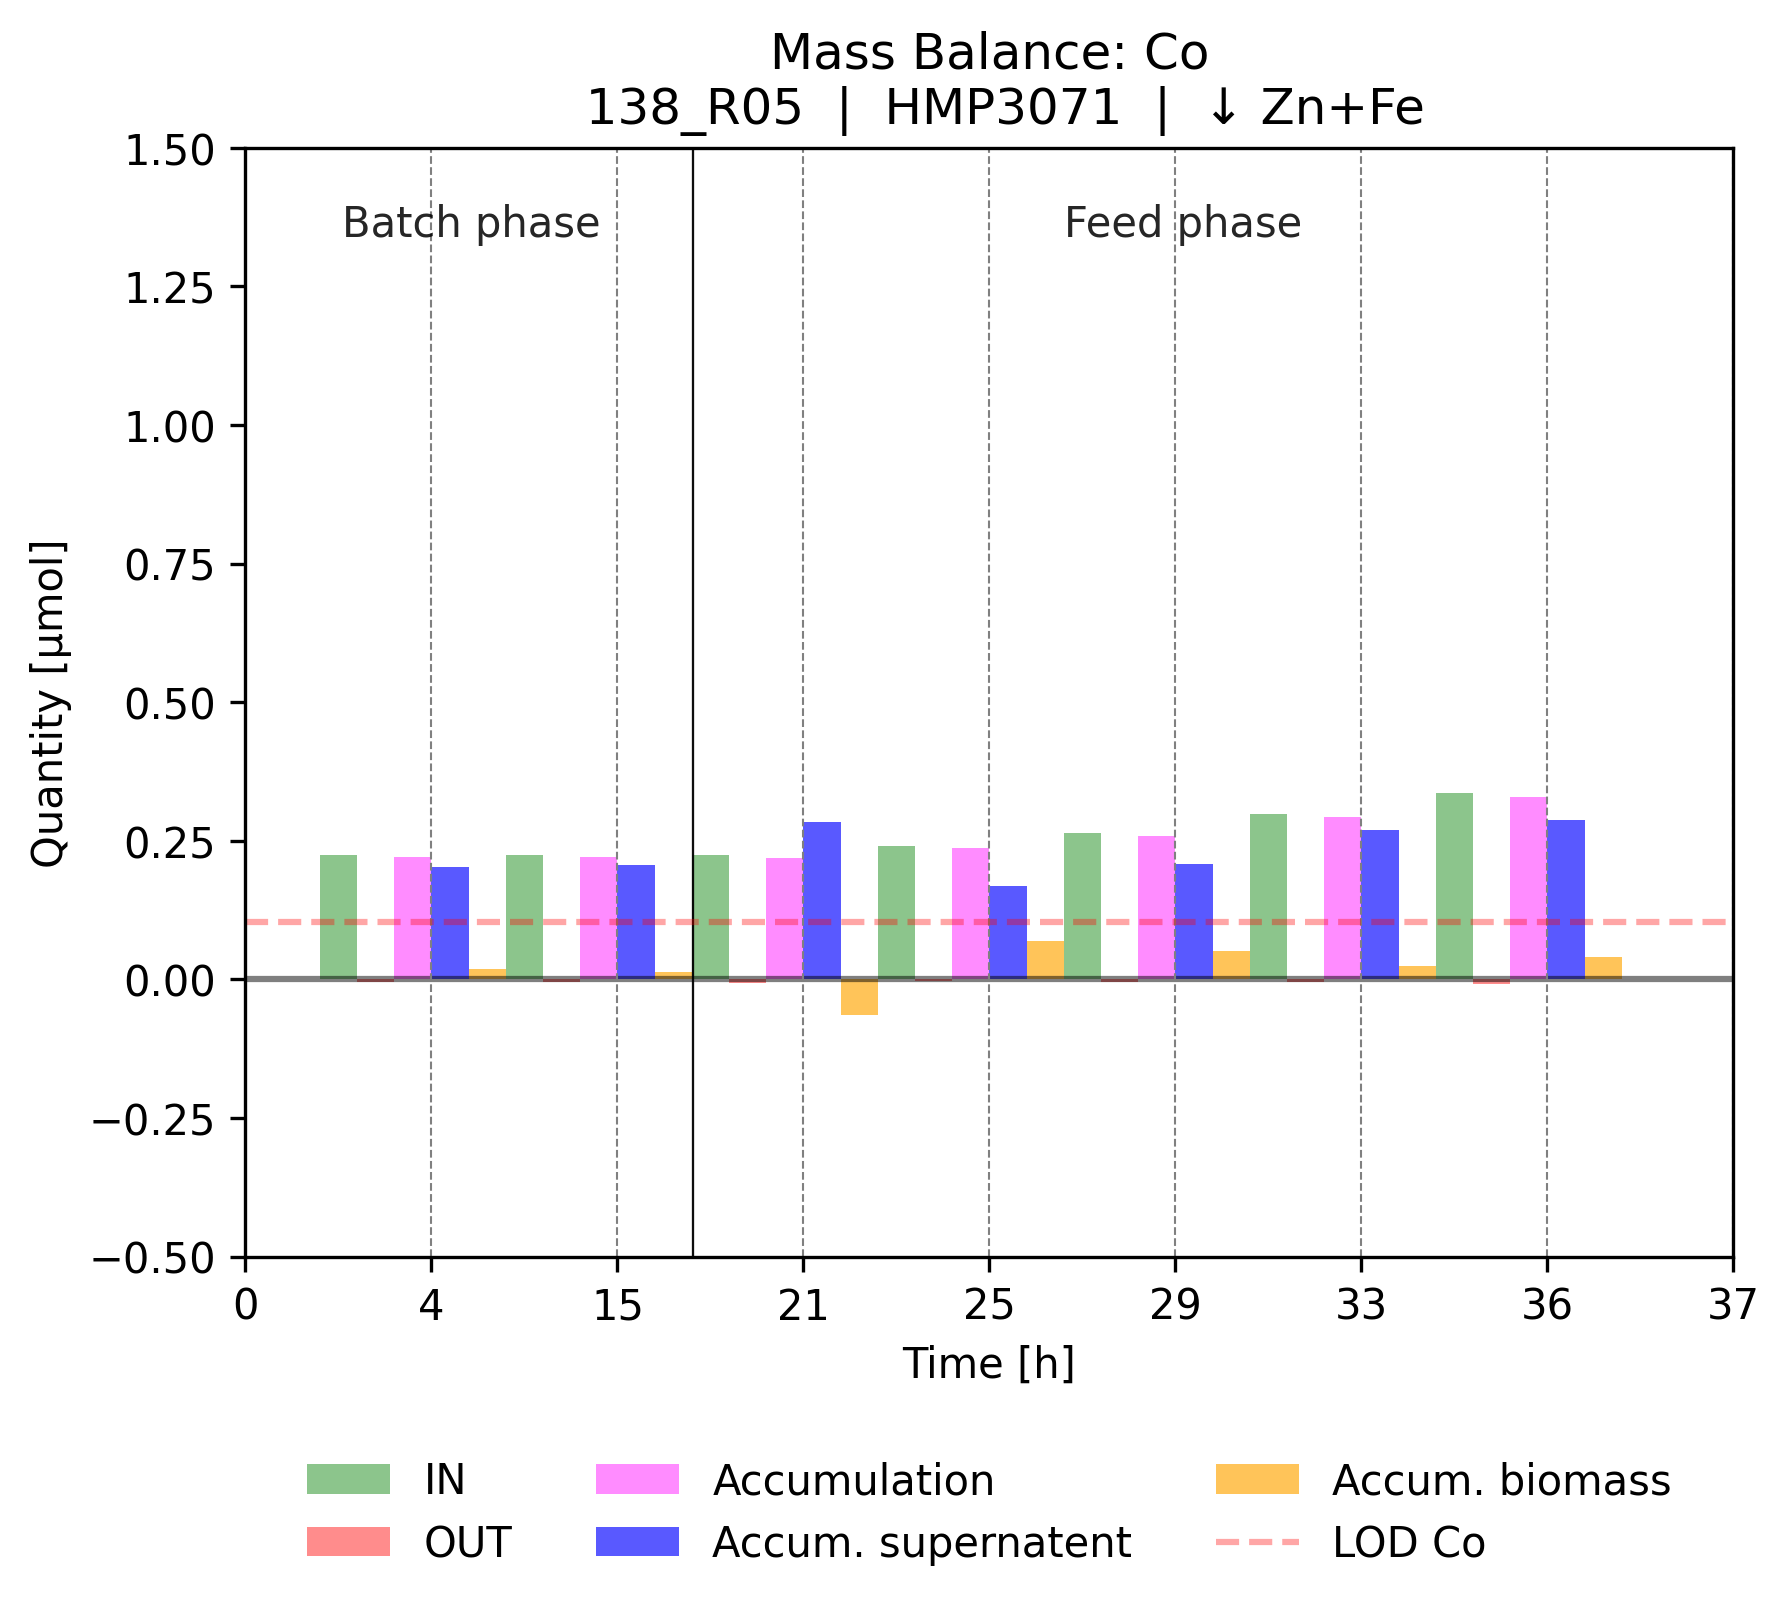 Mass Balance: Co
138_R05 | HMP3071 | ↓ Zn+Fe
1.50
1.25
1.00
0.75
0.50
0.25
0.00
−0.25
−0.50
Quantity [µmol]
Batch phase
Feed phase
0 4 15 21 25 29 33 36 37
Time [h]
IN
OUT
Accumulation
Accum. supernatent
Accum. biomass
LOD Co